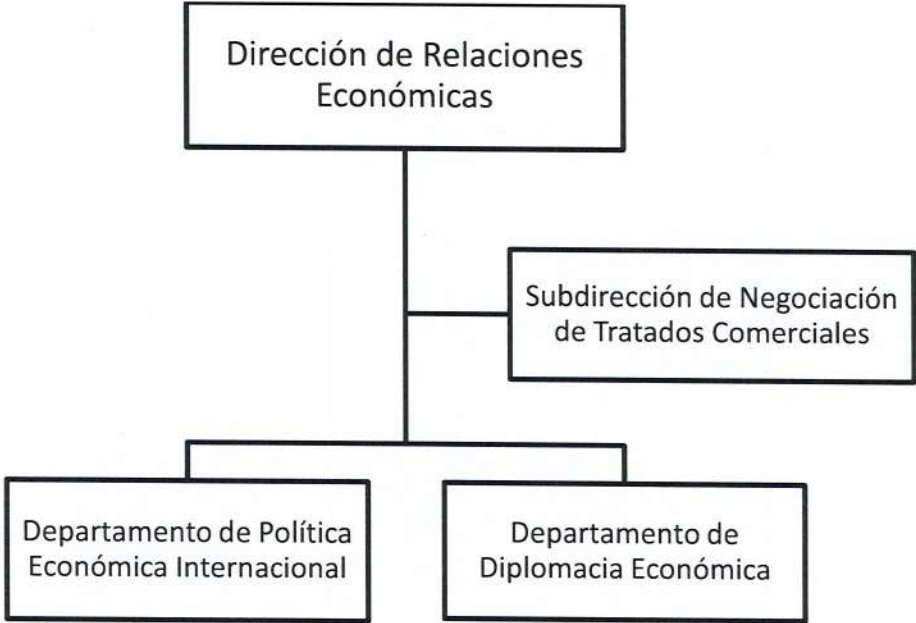 Dirección de Relaciones
Económicas
Subdirección de Negociación
de Tratados Comerciales
Departamento de Política
Económica Internacional
Departamento de
Diplomacia Económica